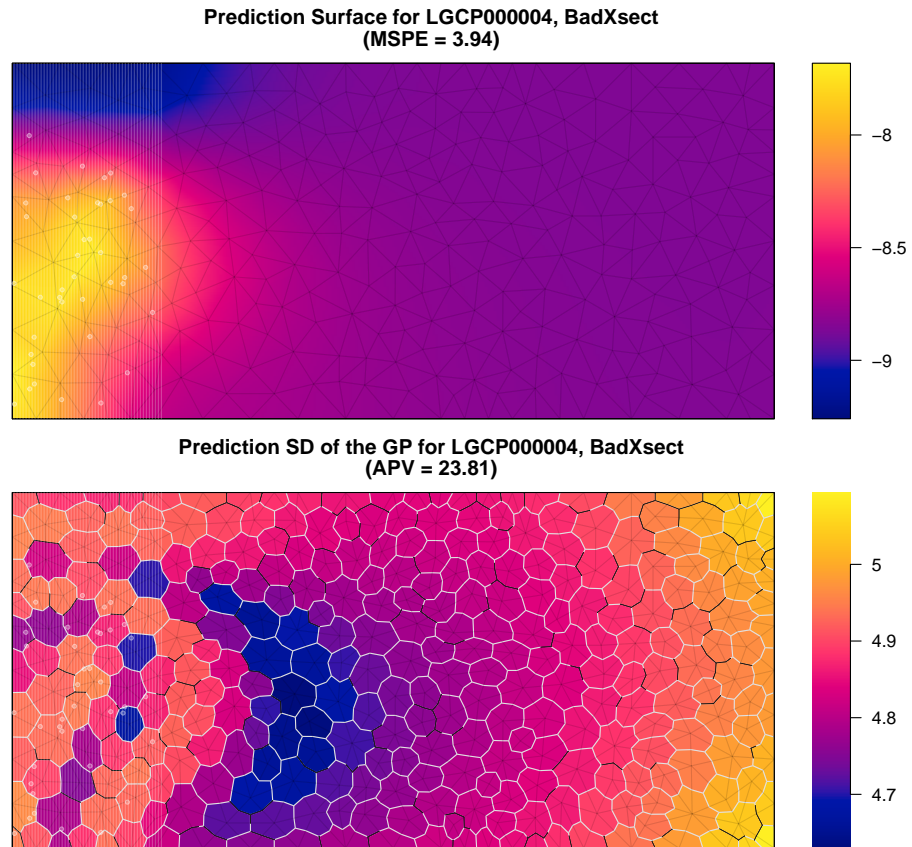 Prediction Surface for LGCP000004, BadXsect
(MSPE = 3.94)
−8
−8.5
−9
Prediction SD of the GP for LGCP000004, BadXsect
(APV = 23.81)
5
4.9
4.8
4.7